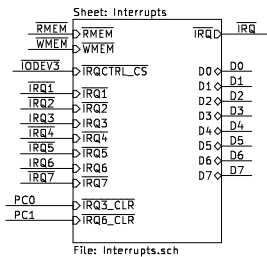 Sheet: Interrupts
RMEM RMEM IRQ IRQ
WMEM WMEM
IODEV3 IRQCTRL_CS D0 D0
IRQ1 IRQ1 D1 D1
IRQ2 IRQ2 D2 D2
IRQ3 IRQ3 D3 D3
IRQ4 IRQ4 D4 D4
IRQ5 IRQ5 D5 D5
IRQ6 IRQ6 D6 D6
IRQ7 IRQ7 D7 D7
PC0 IRQ3_CLR
PC1 IRQ6_CLR
File: Interrupts.sch